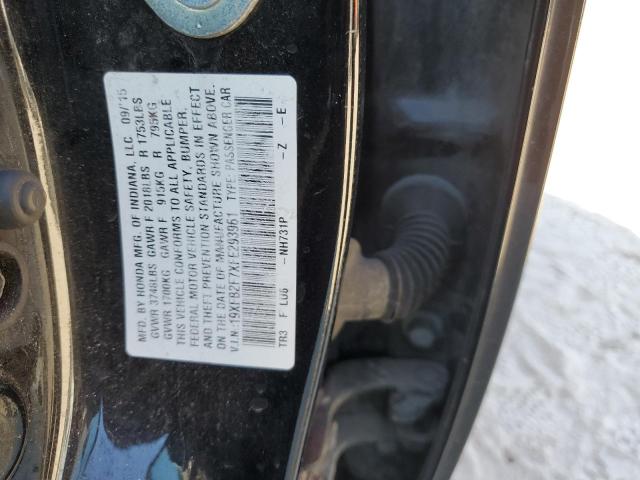 MFD. BY HONDA MFG. OF INDIANA, LLC 09/15
GVWR 3748LBS GAWR F 2018LBS R 1753LBS
GVWR 1700KG GAWR F 915KG R 795KG
THIS VEHICLE CONFORMS TO ALL APPLICABLE
FEDERAL MOTOR VEHICLE SAFETY, BUMPER,
AND THEFT PREVENTION STANDARDS IN EFFECT
ON THE DATE OF MANUFACTURE SHOWN ABOVE.
V.I.N.:19XFB2F7XFE293961 TYPE: PASSENGER CAR
TR3 F LU6 -NH731P -Z -E